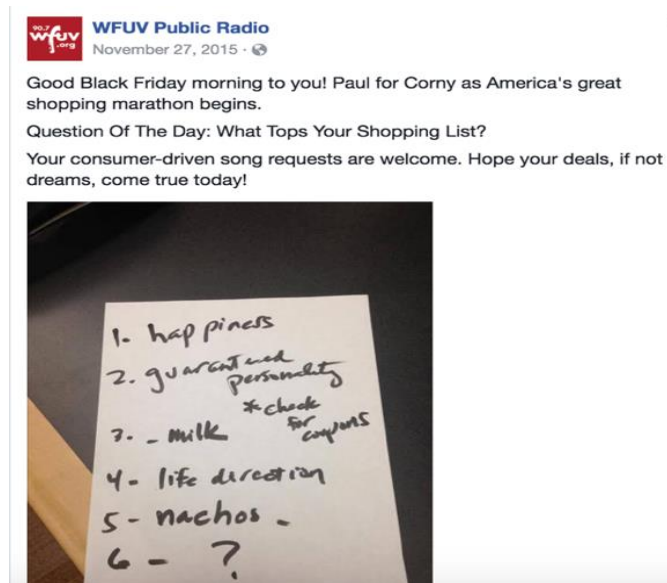 90.7
wfuv
.org
WFUV Public Radio
November 27, 2015 ·
Good Black Friday morning to you! Paul for Corny as America's great
shopping marathon begins.
Question Of The Day: What Tops Your Shopping List?
Your consumer-driven song requests are welcome. Hope your deals, if not
dreams, come true today!
1- happiness
2. guaranteed
personality
*check
for
coupons
3. - milk
4- life direction
5- nachos -
6 - ?